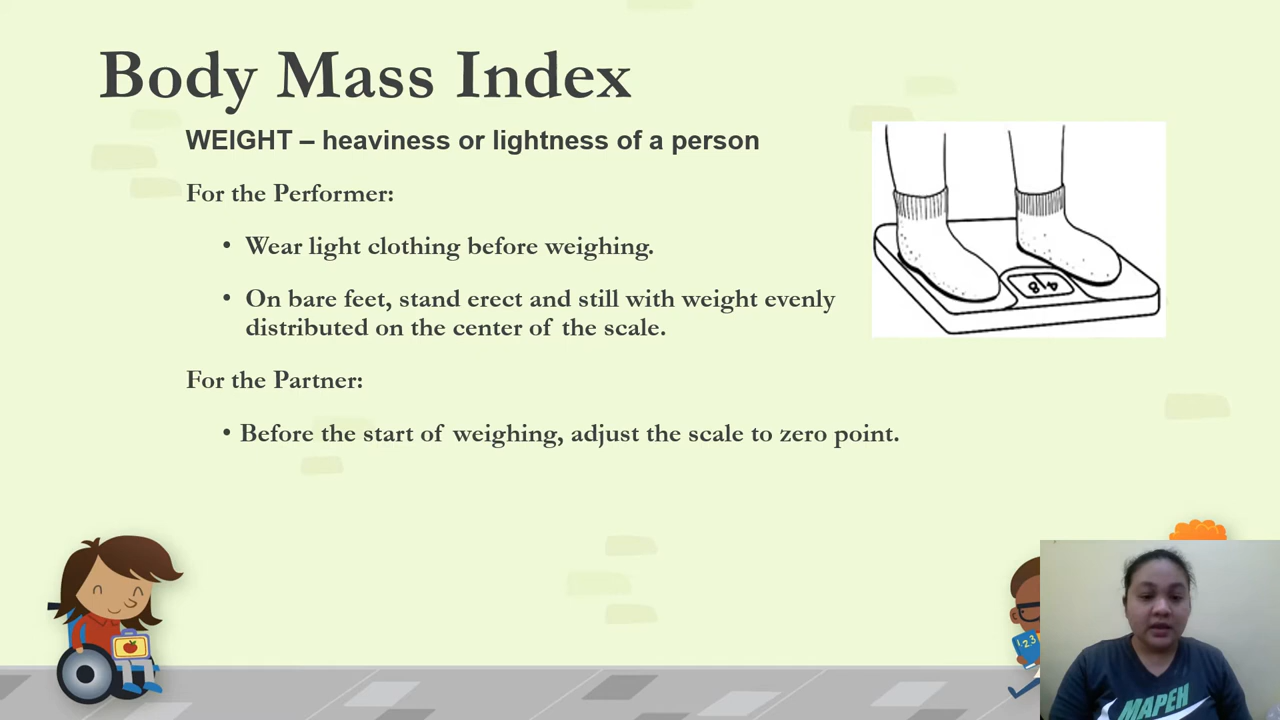 Body Mass Index
WEIGHT – heaviness or lightness of a person
For the Performer:
• Wear light clothing before weighing.
• On bare feet, stand erect and still with weight evenly
distributed on the center of the scale.
For the Partner:
• Before the start of weighing, adjust the scale to zero point.
123
MAPEH